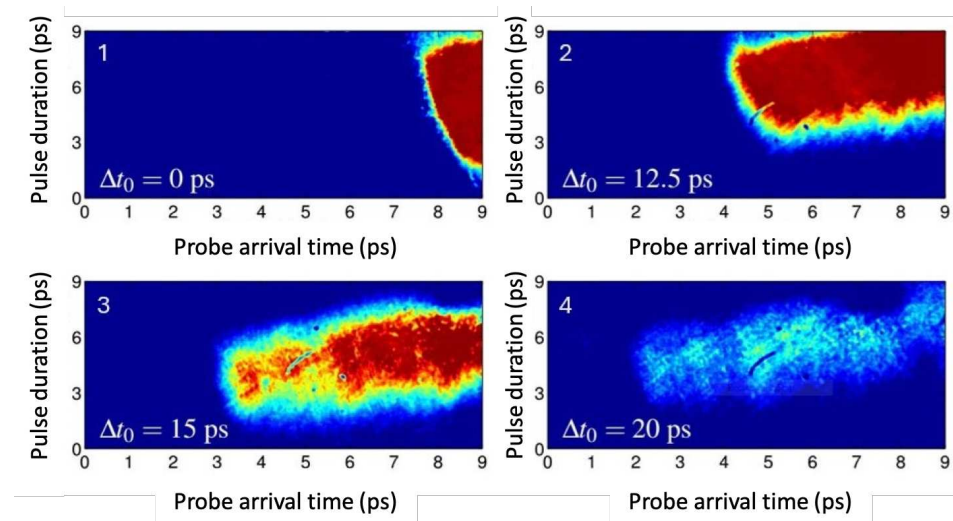 Pulse duration (ps)
9
6
3
0
1
Δt₀ = 0 ps
0 1 2 3 4 5 6 7 8 9
Probe arrival time (ps)
Pulse duration (ps)
9
6
3
0
2
Δt₀ = 12.5 ps
0 1 2 3 4 5 6 7 8 9
Probe arrival time (ps)
Pulse duration (ps)
9
6
3
0
3
Δt₀ = 15 ps
0 1 2 3 4 5 6 7 8 9
Probe arrival time (ps)
Pulse duration (ps)
9
6
3
0
4
Δt₀ = 20 ps
0 1 2 3 4 5 6 7 8 9
Probe arrival time (ps)